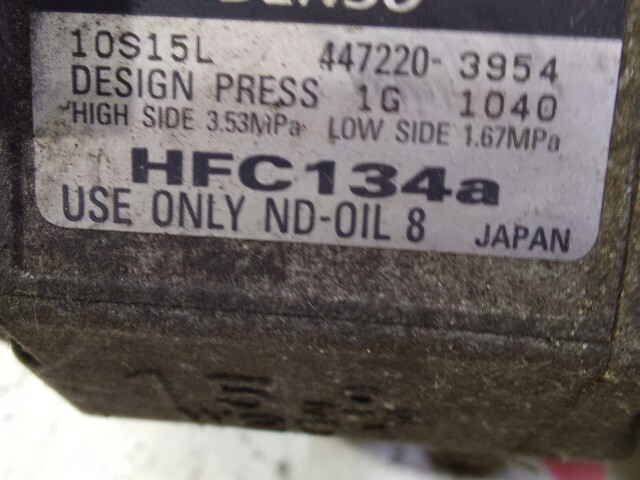 DENSO
10S15L 447220-3954
DESIGN PRESS 1G 1040
HIGH SIDE 3.53MPa LOW SIDE 1.67MPa
HFC134a
USE ONLY ND-OIL 8 JAPAN